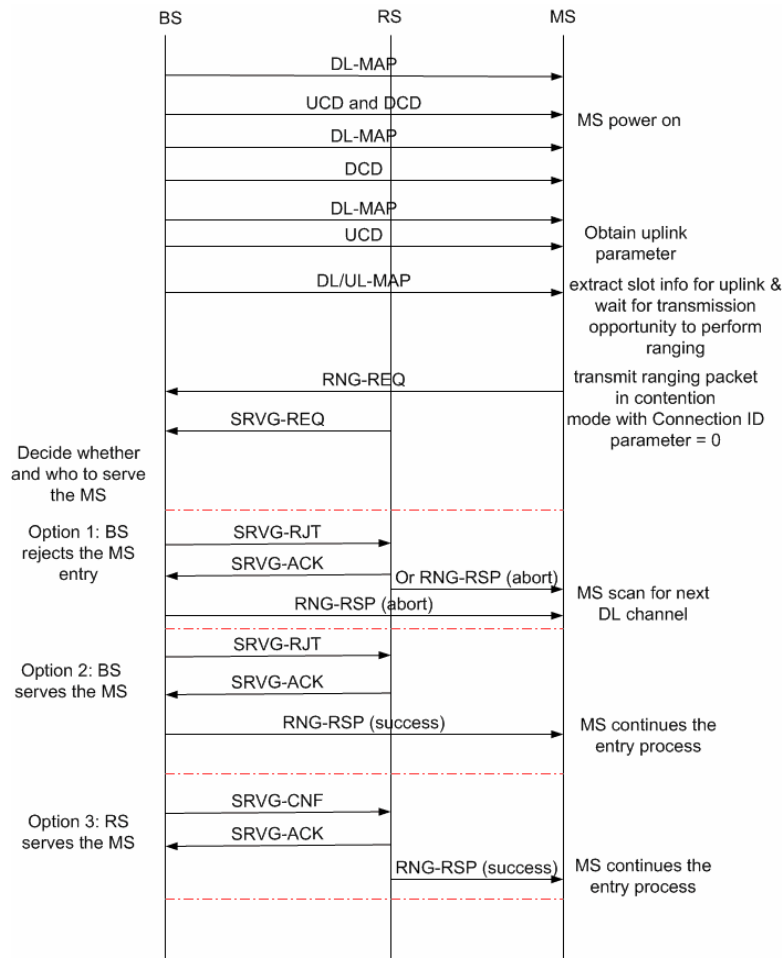 BS RS MS
DL-MAP
UCD and DCD
MS power on
DL-MAP
DCD
DL-MAP
UCD
Obtain uplink
parameter
DL/UL-MAP
extract slot info for uplink &
wait for transmission
opportunity to perform
ranging
RNG-REQ
transmit ranging packet
in contention
mode with Connection ID
parameter = 0
SRVG-REQ
Decide whether
and who to serve
the MS
Option 1: BS
rejects the MS
entry
SRVG-RJT
SRVG-ACK
Or RNG-RSP (abort)
RNG-RSP (abort)
MS scan for next
DL channel
Option 2: BS
serves the MS
SRVG-RJT
SRVG-ACK
RNG-RSP (success)
MS continues the
entry process
Option 3: RS
serves the MS
SRVG-CNF
SRVG-ACK
RNG-RSP (success)
MS continues the
entry process